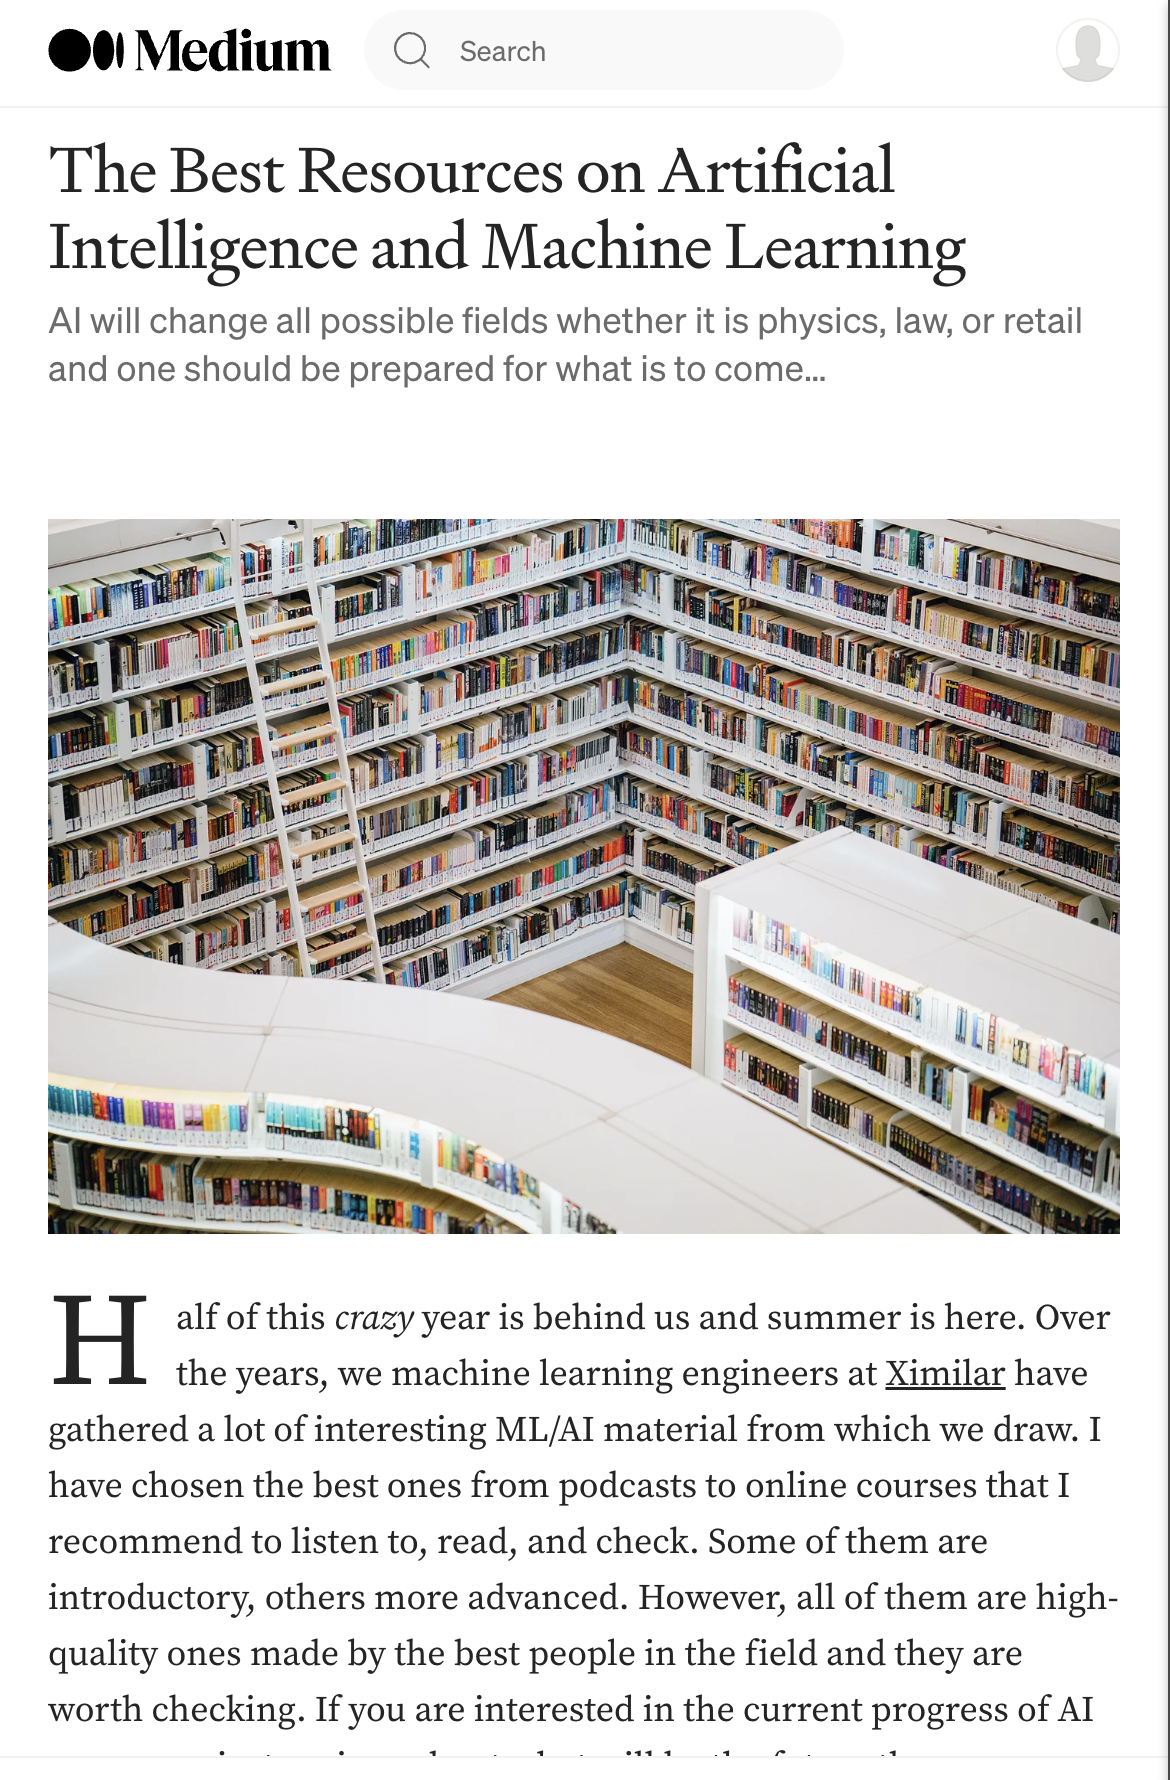 Medium
Search
The Best Resources on Artificial
Intelligence and Machine Learning
AI will change all possible fields whether it is physics, law, or retail
and one should be prepared for what is to come...
Half of this crazy year is behind us and summer is here. Over
the years, we machine learning engineers at Ximilar have
gathered a lot of interesting ML/AI material from which we draw. I
have chosen the best ones from podcasts to online courses that I
recommend to listen to, read, and check. Some of them are
introductory, others more advanced. However, all of them are high-
quality ones made by the best people in the field and they are
worth checking. If you are interested in the current progress of AI